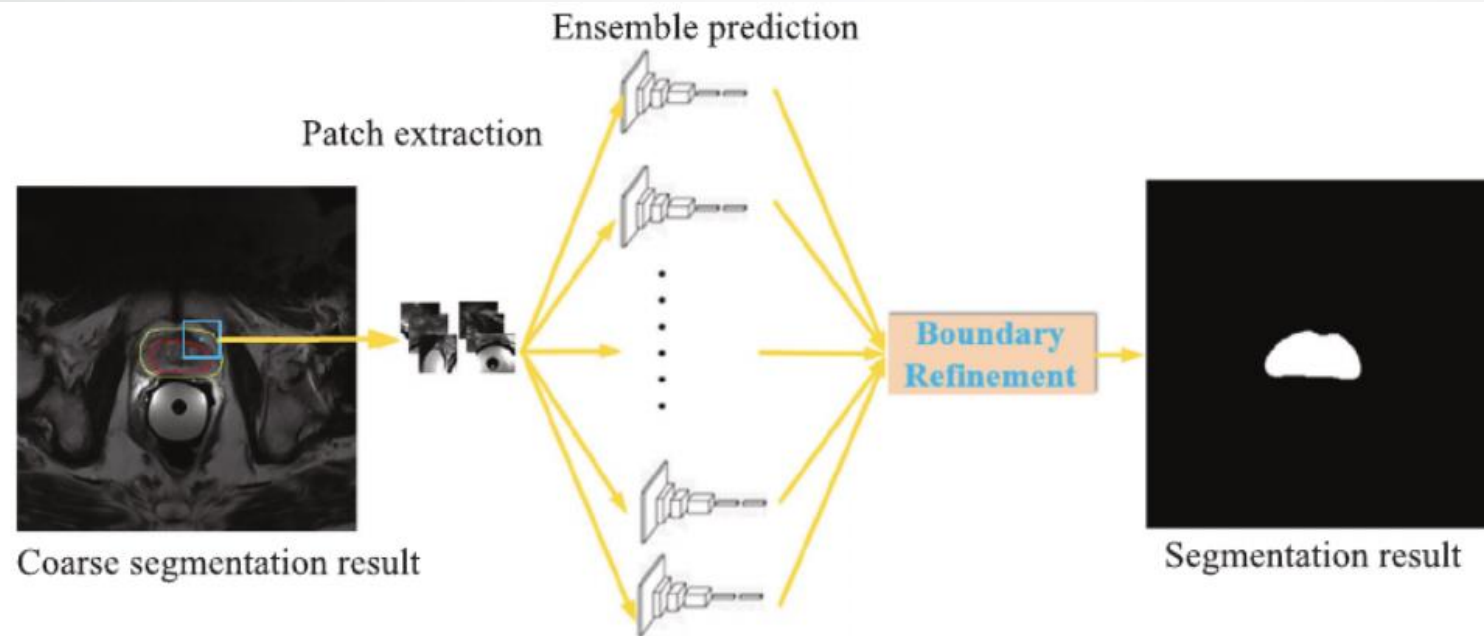 Ensemble prediction
Patch extraction
Boundary
Refinement
Coarse segmentation result
Segmentation result